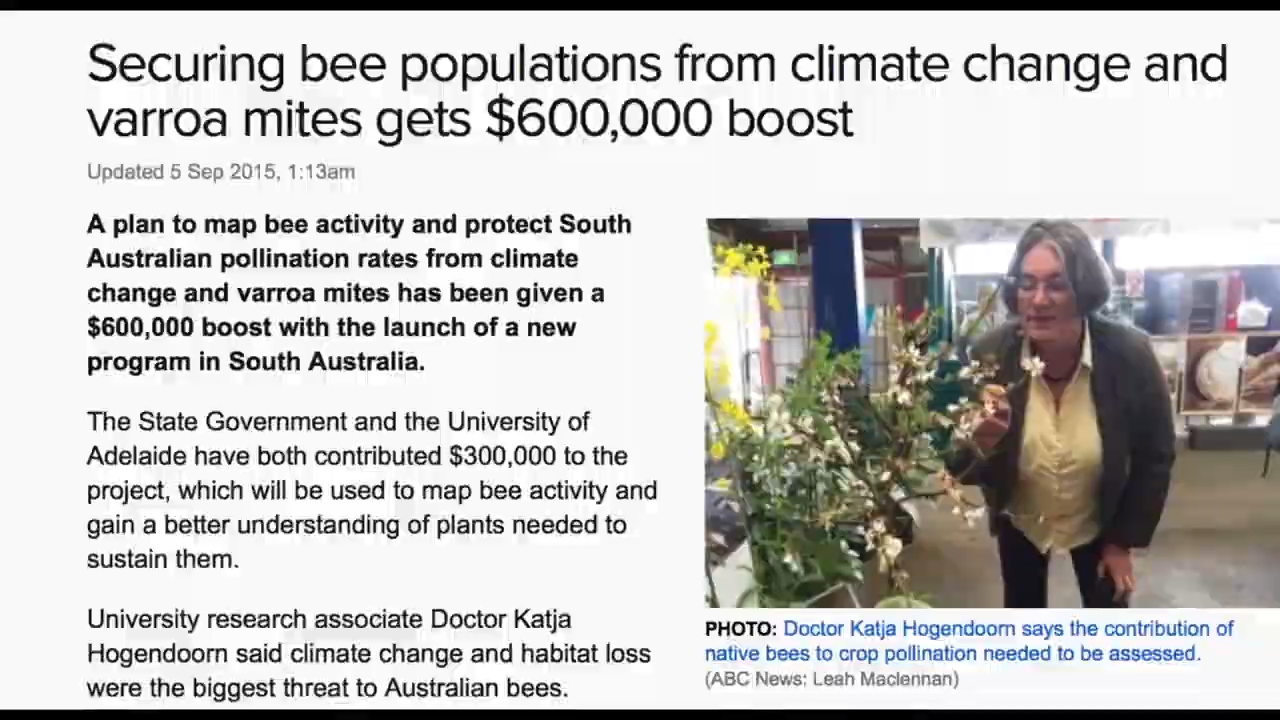 Securing bee populations from climate change and
varroa mites gets $600,000 boost
Updated 5 Sep 2015, 1:13am
A plan to map bee activity and protect South
Australian pollination rates from climate
change and varroa mites has been given a
$600,000 boost with the launch of a new
program in South Australia.
The State Government and the University of
Adelaide have both contributed $300,000 to the
project, which will be used to map bee activity and
gain a better understanding of plants needed to
sustain them.
University research associate Doctor Katja
Hogendoorn said climate change and habitat loss
were the biggest threat to Australian bees.
PHOTO: Doctor Katja Hogendoorn says the contribution of
native bees to crop pollination needed to be assessed.
(ABC News: Leah Maclennan)